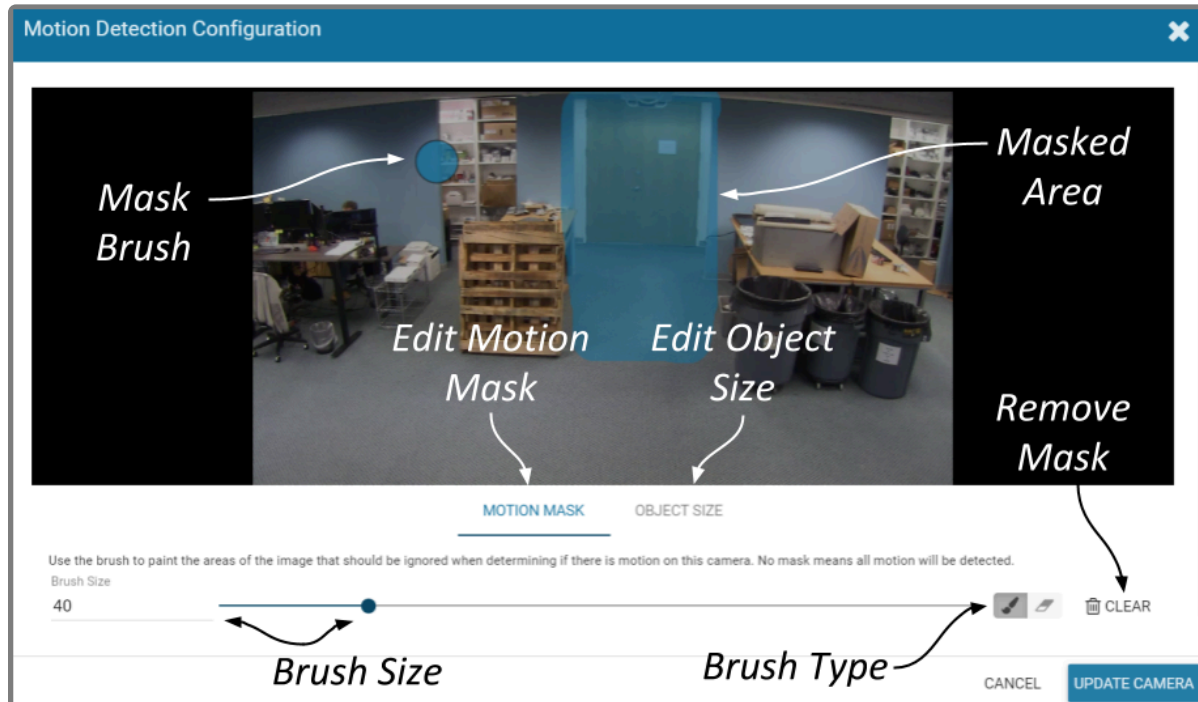 Motion Detection Configuration
Mask
Brush
Masked
Area
Edit Motion
Mask
Edit Object
Size
Remove
Mask
MOTION MASK
OBJECT SIZE
Use the brush to paint the areas of the image that should be ignored when determining if there is motion on this camera. No mask means all motion will be detected.
Brush Size
40
CLEAR
Brush Size
Brush Type
CANCEL
UPDATE CAMERA